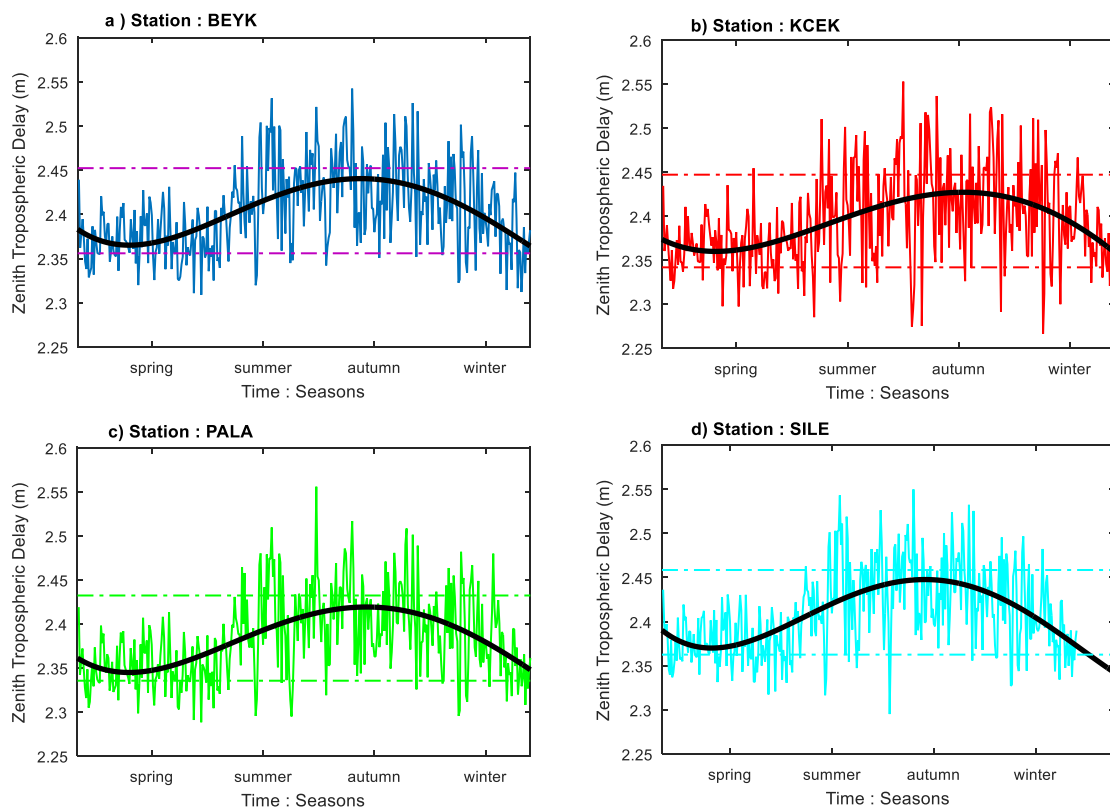 a ) Station : BEYK
Zenith Tropospheric Delay (m)
2.6
2.55
2.5
2.45
2.4
2.35
2.3
2.25
spring summer autumn winter
Time : Seasons
b) Station : KCEK
Zenith Tropospheric Delay (m)
2.6
2.55
2.5
2.45
2.4
2.35
2.3
2.25
spring summer autumn winter
Time : Seasons
c) Station : PALA
Zenith Tropospheric Delay (m)
2.6
2.55
2.5
2.45
2.4
2.35
2.3
2.25
spring summer autumn winter
Time : Seasons
d) Station : SILE
Zenith Tropospheric Delay (m)
2.6
2.55
2.5
2.45
2.4
2.35
2.3
2.25
spring summer autumn winter
Time : Seasons